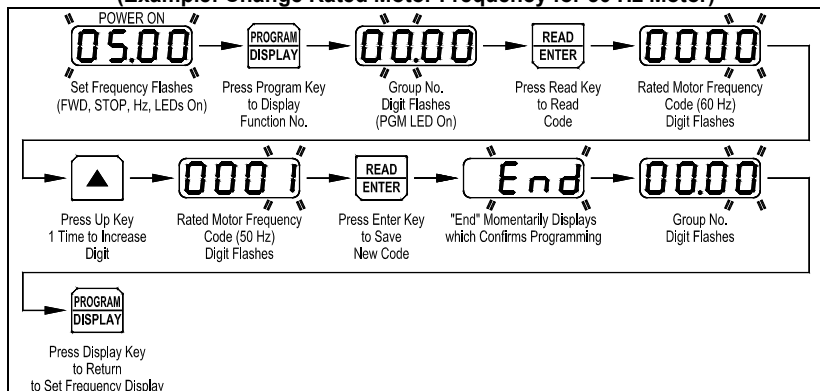 (Example: Change Rated Motor Frequency for Hz Motor)
POWER ON
05.00
PROGRAM
DISPLAY
00.00
READ
ENTER
0000
Set Frequency Flashes
(FWD, STOP, Hz, LEDs On)
Press Program Key
to Display
Function No.
Group No.
Digit Flashes
(PGM LED On)
Press Read Key
to Read
Code
Rated Motor Frequency
Code (60 Hz)
Digit Flashes
0001
READ
ENTER
End
00.00
Press Up Key
1 Time to Increase
Digit
Rated Motor Frequency
Code (50 Hz)
Digit Flashes
Press Enter Key
to Save
New Code
"End" Momentarily Displays
which Confirms Programming
Group No.
Digit Flashes
PROGRAM
DISPLAY
Press Display Key
to Return
to Set Frequency Display